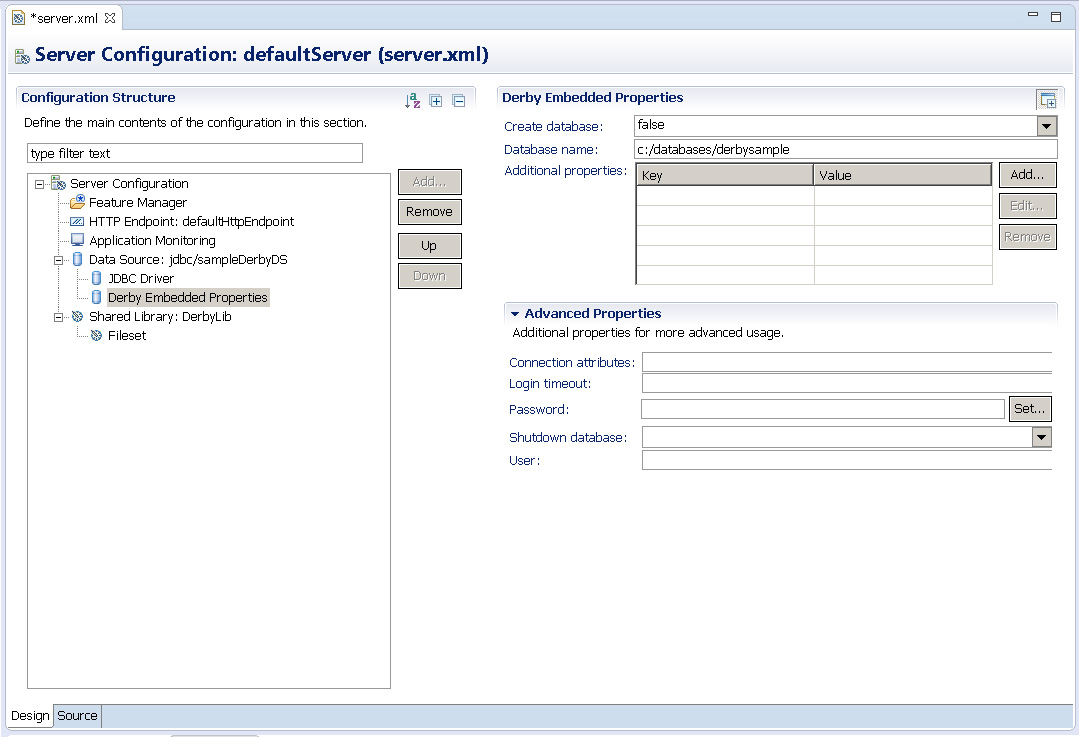 *server.xml
Server Configuration: defaultServer (server.xml)
Configuration Structure
Define the main contents of the configuration in this section.
type filter text
Server Configuration
Feature Manager
HTTP Endpoint: defaultHttpEndpoint
Application Monitoring
Data Source: jdbc/sampleDerbyDS
JDBC Driver
Derby Embedded Properties
Shared Library: DerbyLib
Fileset
Add...
Remove
Up
Down
Derby Embedded Properties
Create database: false
Database name: c:/databases/derbysample
Additional properties: Key Value
Add...
Edit...
Remove
Advanced Properties
Additional properties for more advanced usage.
Connection attributes:
Login timeout:
Password: Set...
Shutdown database:
User:
Design Source